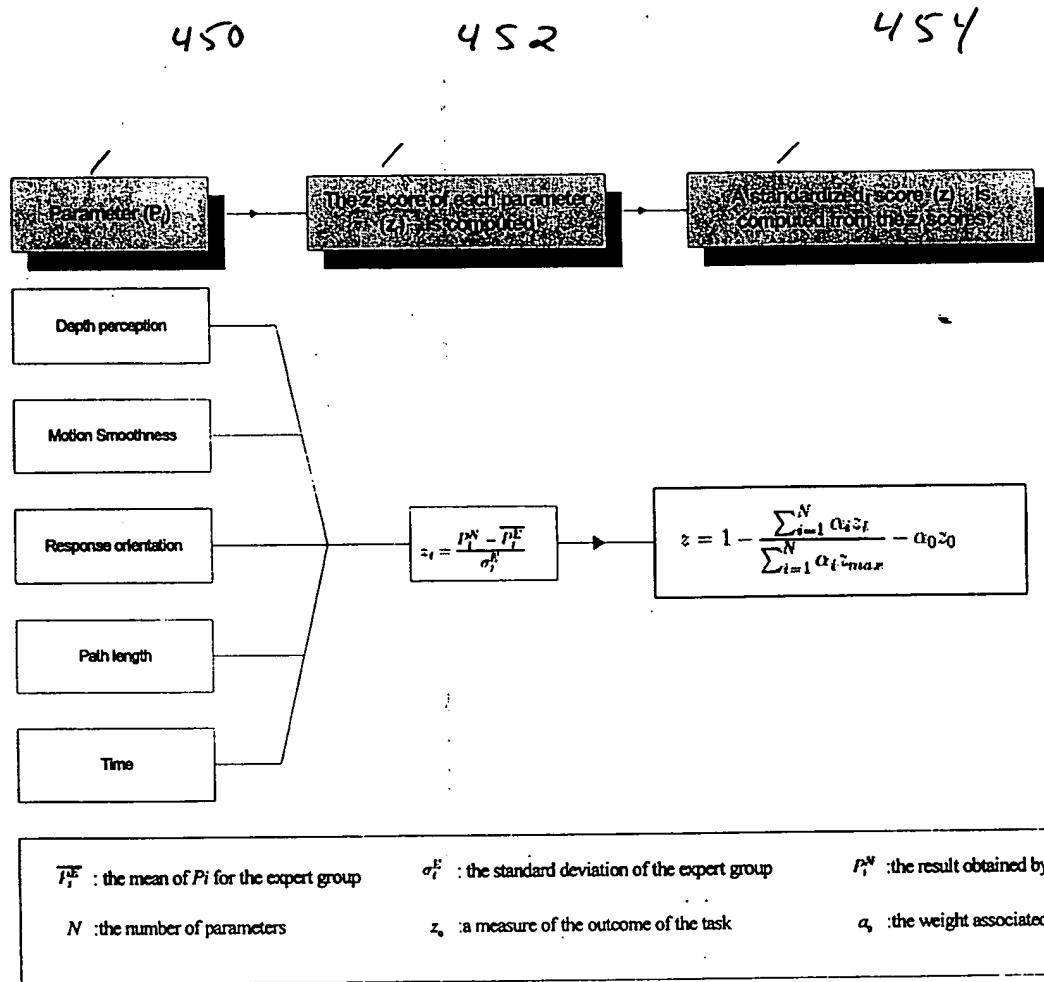 450 452 454
Parameter (Pi)
The z score of each parameter
(zi) is computed
A standardized score (z) is
computed from the zi scores
Depth perception
Motion Smoothness
Response orientation
Path length
Time
z_i = (P_i^N − \overline{P_i^E}) / σ_i^E
z = 1 − (∑_{i=1}^N α_i z_i) / (∑_{i=1}^N α_i z_max) − α_0 z_0
\overline{P_i^E} : the mean of Pi for the expert group σ_i^E : the standard deviation of the expert group P_i^N :the result obtained by
N :the number of parameters z_0 :a measure of the outcome of the task α_0 :the weight associated